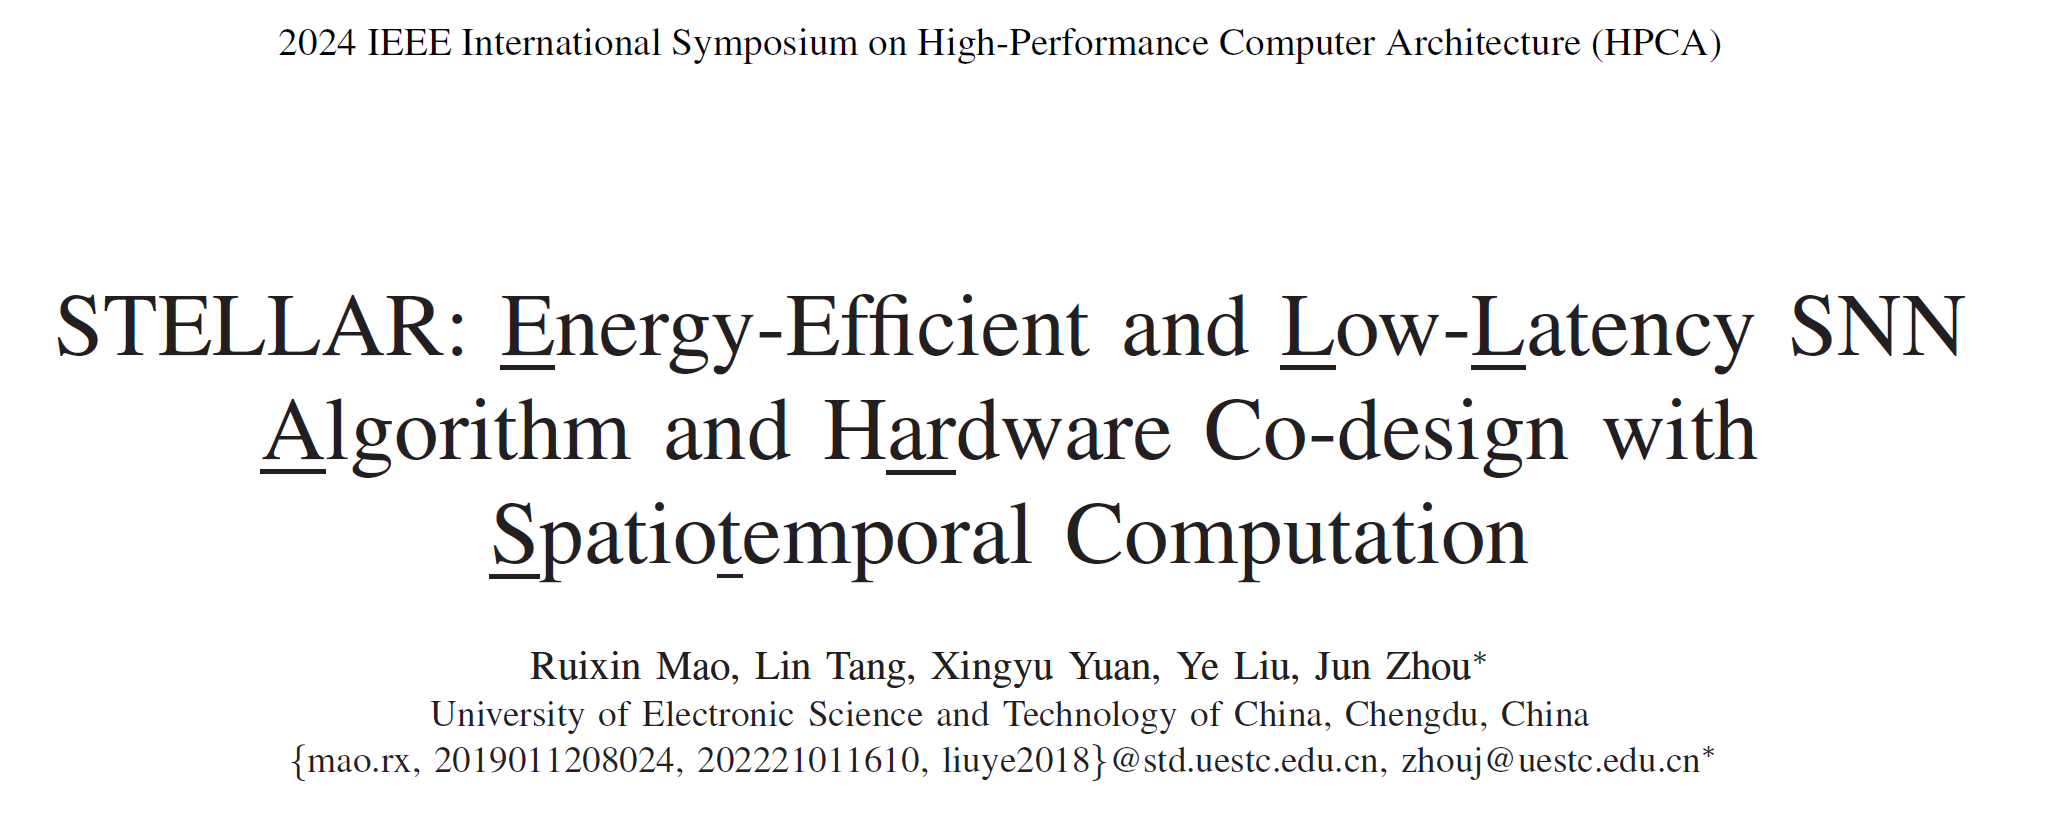 2024 IEEE International Symposium on High-Performance Computer Architecture (HPCA)
STELLAR: Energy-Efficient and Low-Latency SNN
Algorithm and Hardware Co-design with
Spatiotemporal Computation
Ruixin Mao, Lin Tang, Xingyu Yuan, Ye Liu, Jun Zhou*
University of Electronic Science and Technology of China, Chengdu, China
{mao.rx, 2019011208024, 202221011610, liuye2018}@std.uestc.edu.cn, zhouj@uestc.edu.cn*